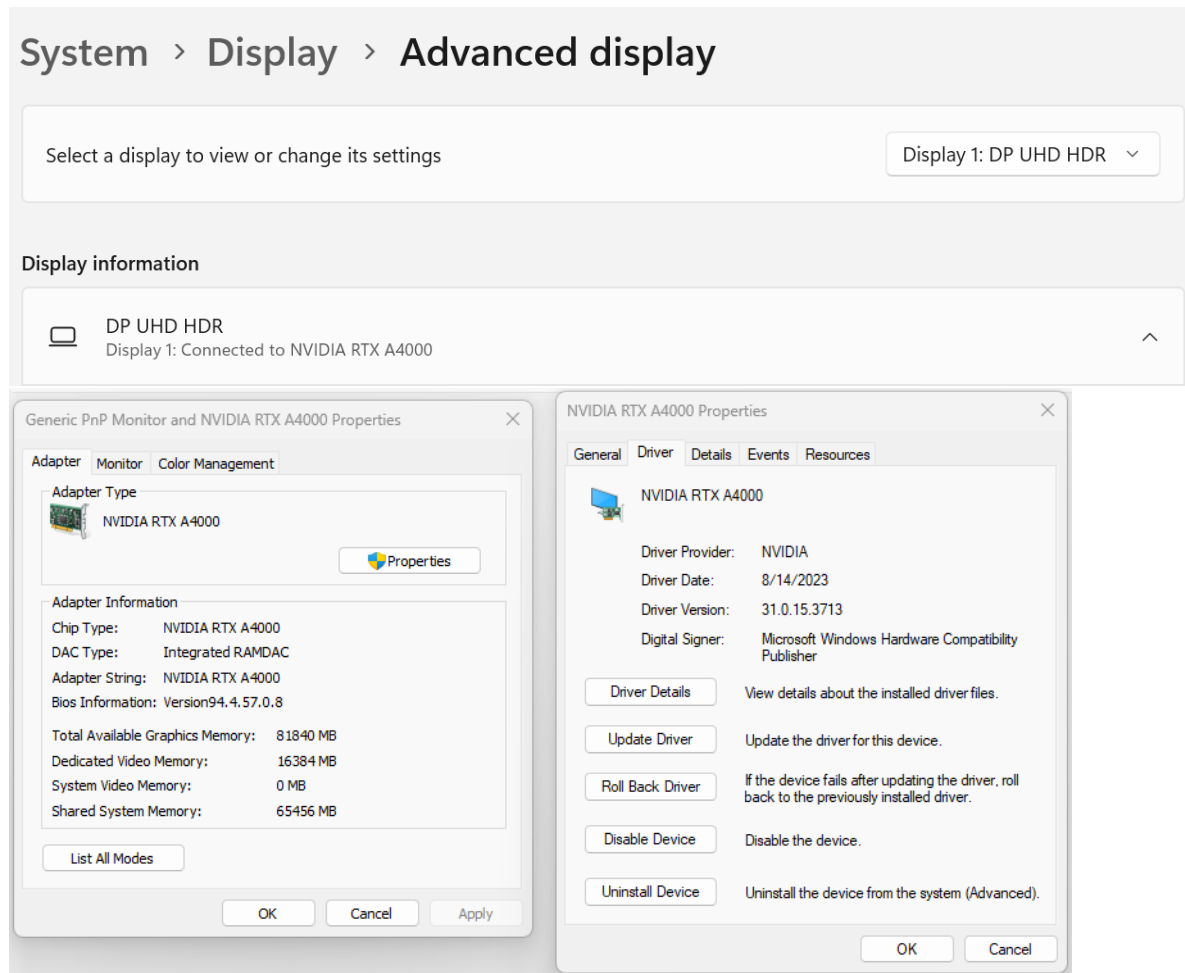 System > Display > Advanced display
Select a display to view or change its settings
Display 1: DP UHD HDR
Display information
DP UHD HDR
Display 1: Connected to NVIDIA RTX A4000
Generic PnP Monitor and NVIDIA RTX A4000 Properties
Adapter Monitor Color Management
Adapter Type
NVIDIA RTX A4000
Properties
Adapter Information
Chip Type: NVIDIA RTX A4000
DAC Type: Integrated RAMDAC
Adapter String: NVIDIA RTX A4000
Bios Information: Version94.4.57.0.8
Total Available Graphics Memory: 81840 MB
Dedicated Video Memory: 16384 MB
System Video Memory: 0 MB
Shared System Memory: 65456 MB
List All Modes
OK Cancel Apply
NVIDIA RTX A4000 Properties
General Driver Details Events Resources
NVIDIA RTX A4000
Driver Provider: NVIDIA
Driver Date: 8/14/2023
Driver Version: 31.0.15.3713
Digital Signer: Microsoft Windows Hardware Compatibility
Publisher
Driver Details View details about the installed driver files.
Update Driver Update the driver for this device.
Roll Back Driver If the device fails after updating the driver, roll
back to the previously installed driver.
Disable Device Disable the device.
Uninstall Device Uninstall the device from the system (Advanced).
OK Cancel